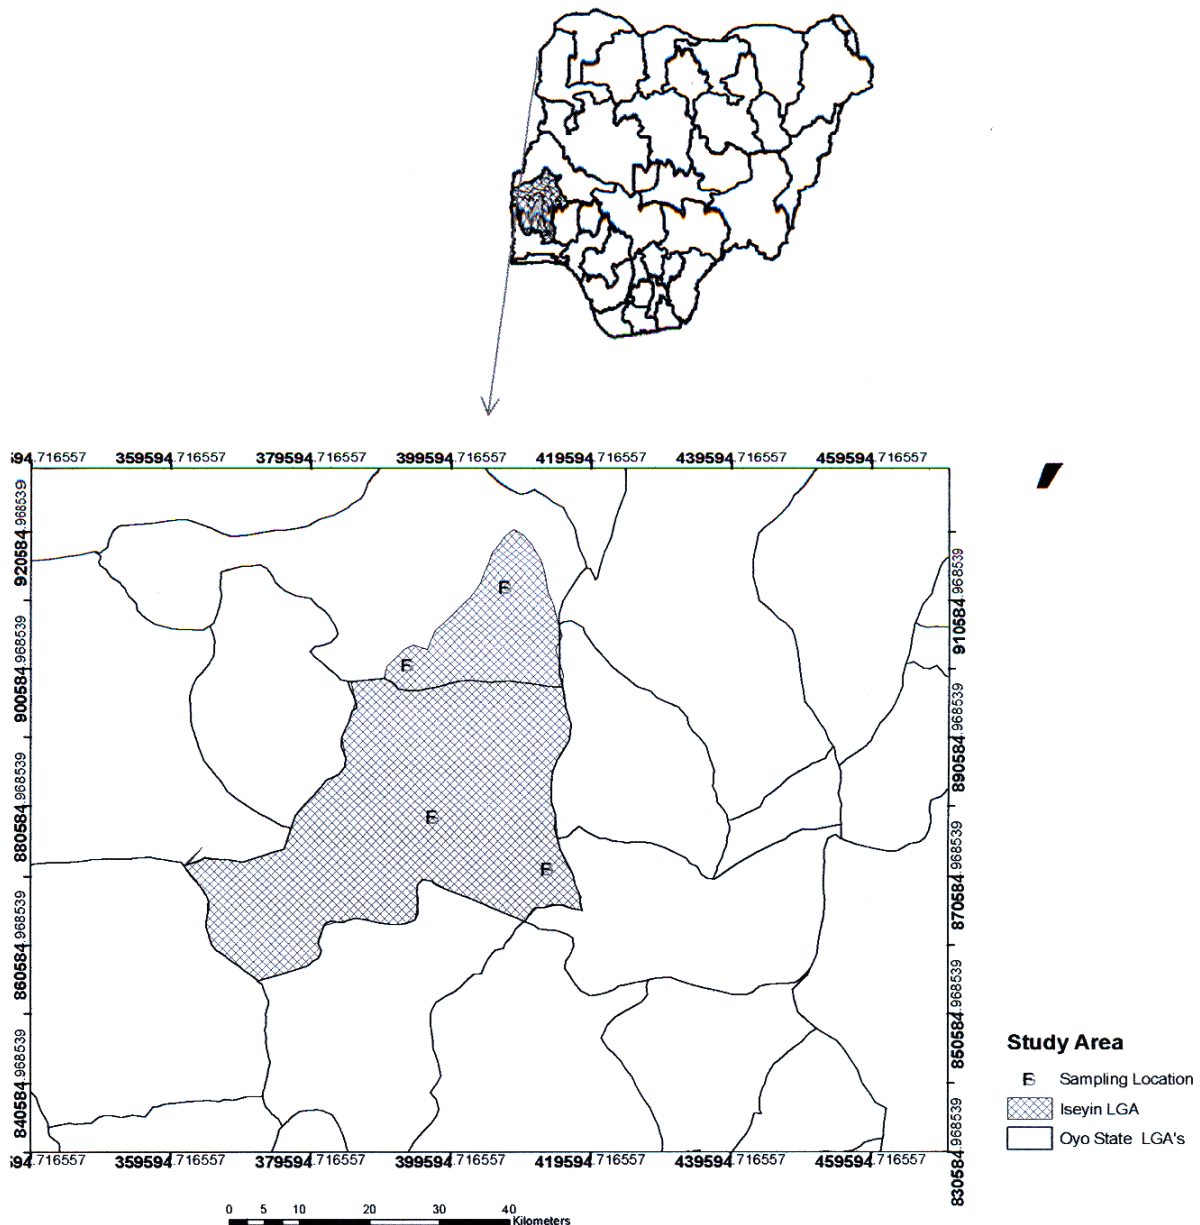 594.716557 359594.716557 379594.716557 399594.716557 419594.716557 439594.716557 459594.716557
920584.968539
910584.968539
900584.968539
890584.968539
880584.968539
870584.968539
860584.968539
850584.968539
840584.968539
830584.968539
E
E
E
E
Study Area
E Sampling Location
Iseyin LGA
Oyo State LGA's
594.716557 359594.716557 379594.716557 399594.716557 419594.716557 439594.716557 459594.716557
0 5 10 20 30 40
Kilometers